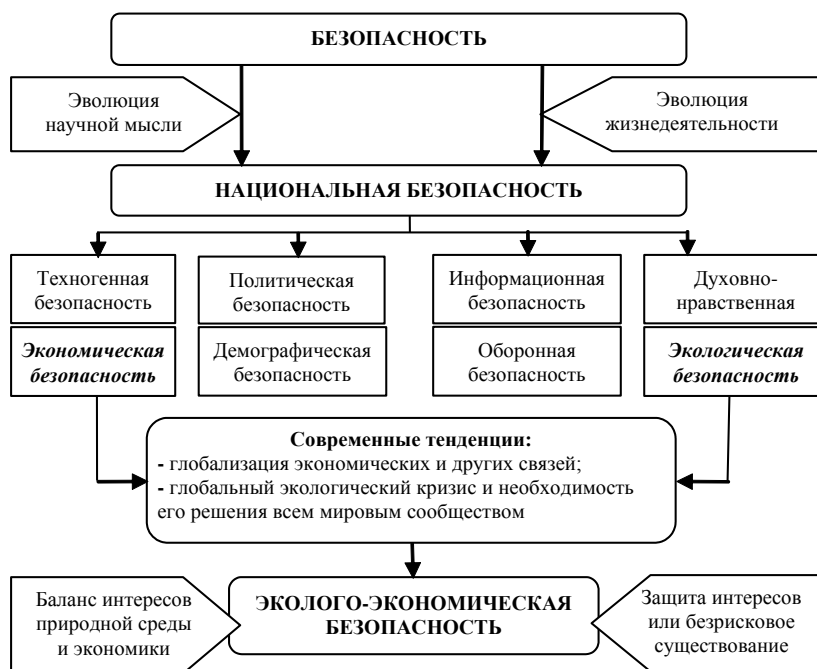 БЕЗОПАСНОСТЬ
Эволюция
научной мысли
Эволюция
жизнедеятельности
НАЦИОНАЛЬНАЯ БЕЗОПАСНОСТЬ
Техногенная
безопасность
Политическая
безопасность
Информационная
безопасность
Духовно-
нравственная
Экономическая
безопасность
Демографическая
безопасность
Оборонная
безопасность
Экологическая
безопасность
Современные тенденции:
- глобализация экономических и других связей;
- глобальный экологический кризис и необходимость
его решения всем мировым сообществом
Баланс интересов
природной среды
и экономики
ЭКОЛОГО-ЭКОНОМИЧЕСКАЯ
БЕЗОПАСНОСТЬ
Защита интересов
или безрисковое
существование